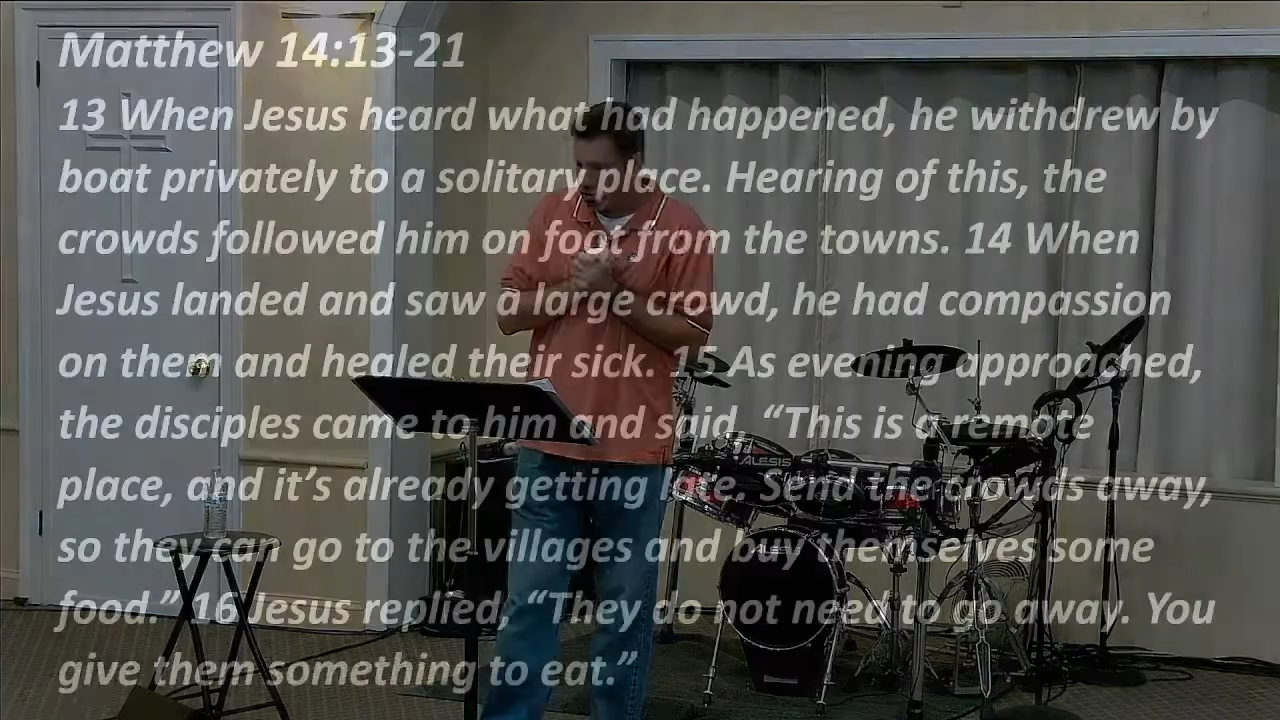 Matthew 14:13-21
13 When Jesus heard what had happened, he withdrew by
boat privately to a solitary place. Hearing of this, the
crowds followed him on foot from the towns. 14 When
Jesus landed and saw a large crowd, he had compassion
on them and healed their sick. 15 As evening approached,
the disciples came to him and said, “This is a remote
place, and it’s already getting late. Send the crowds away,
so they can go to the villages and buy themselves some
food.” 16 Jesus replied, “They do not need to go away. You
give them something to eat.”
ALESIS
ALESIS